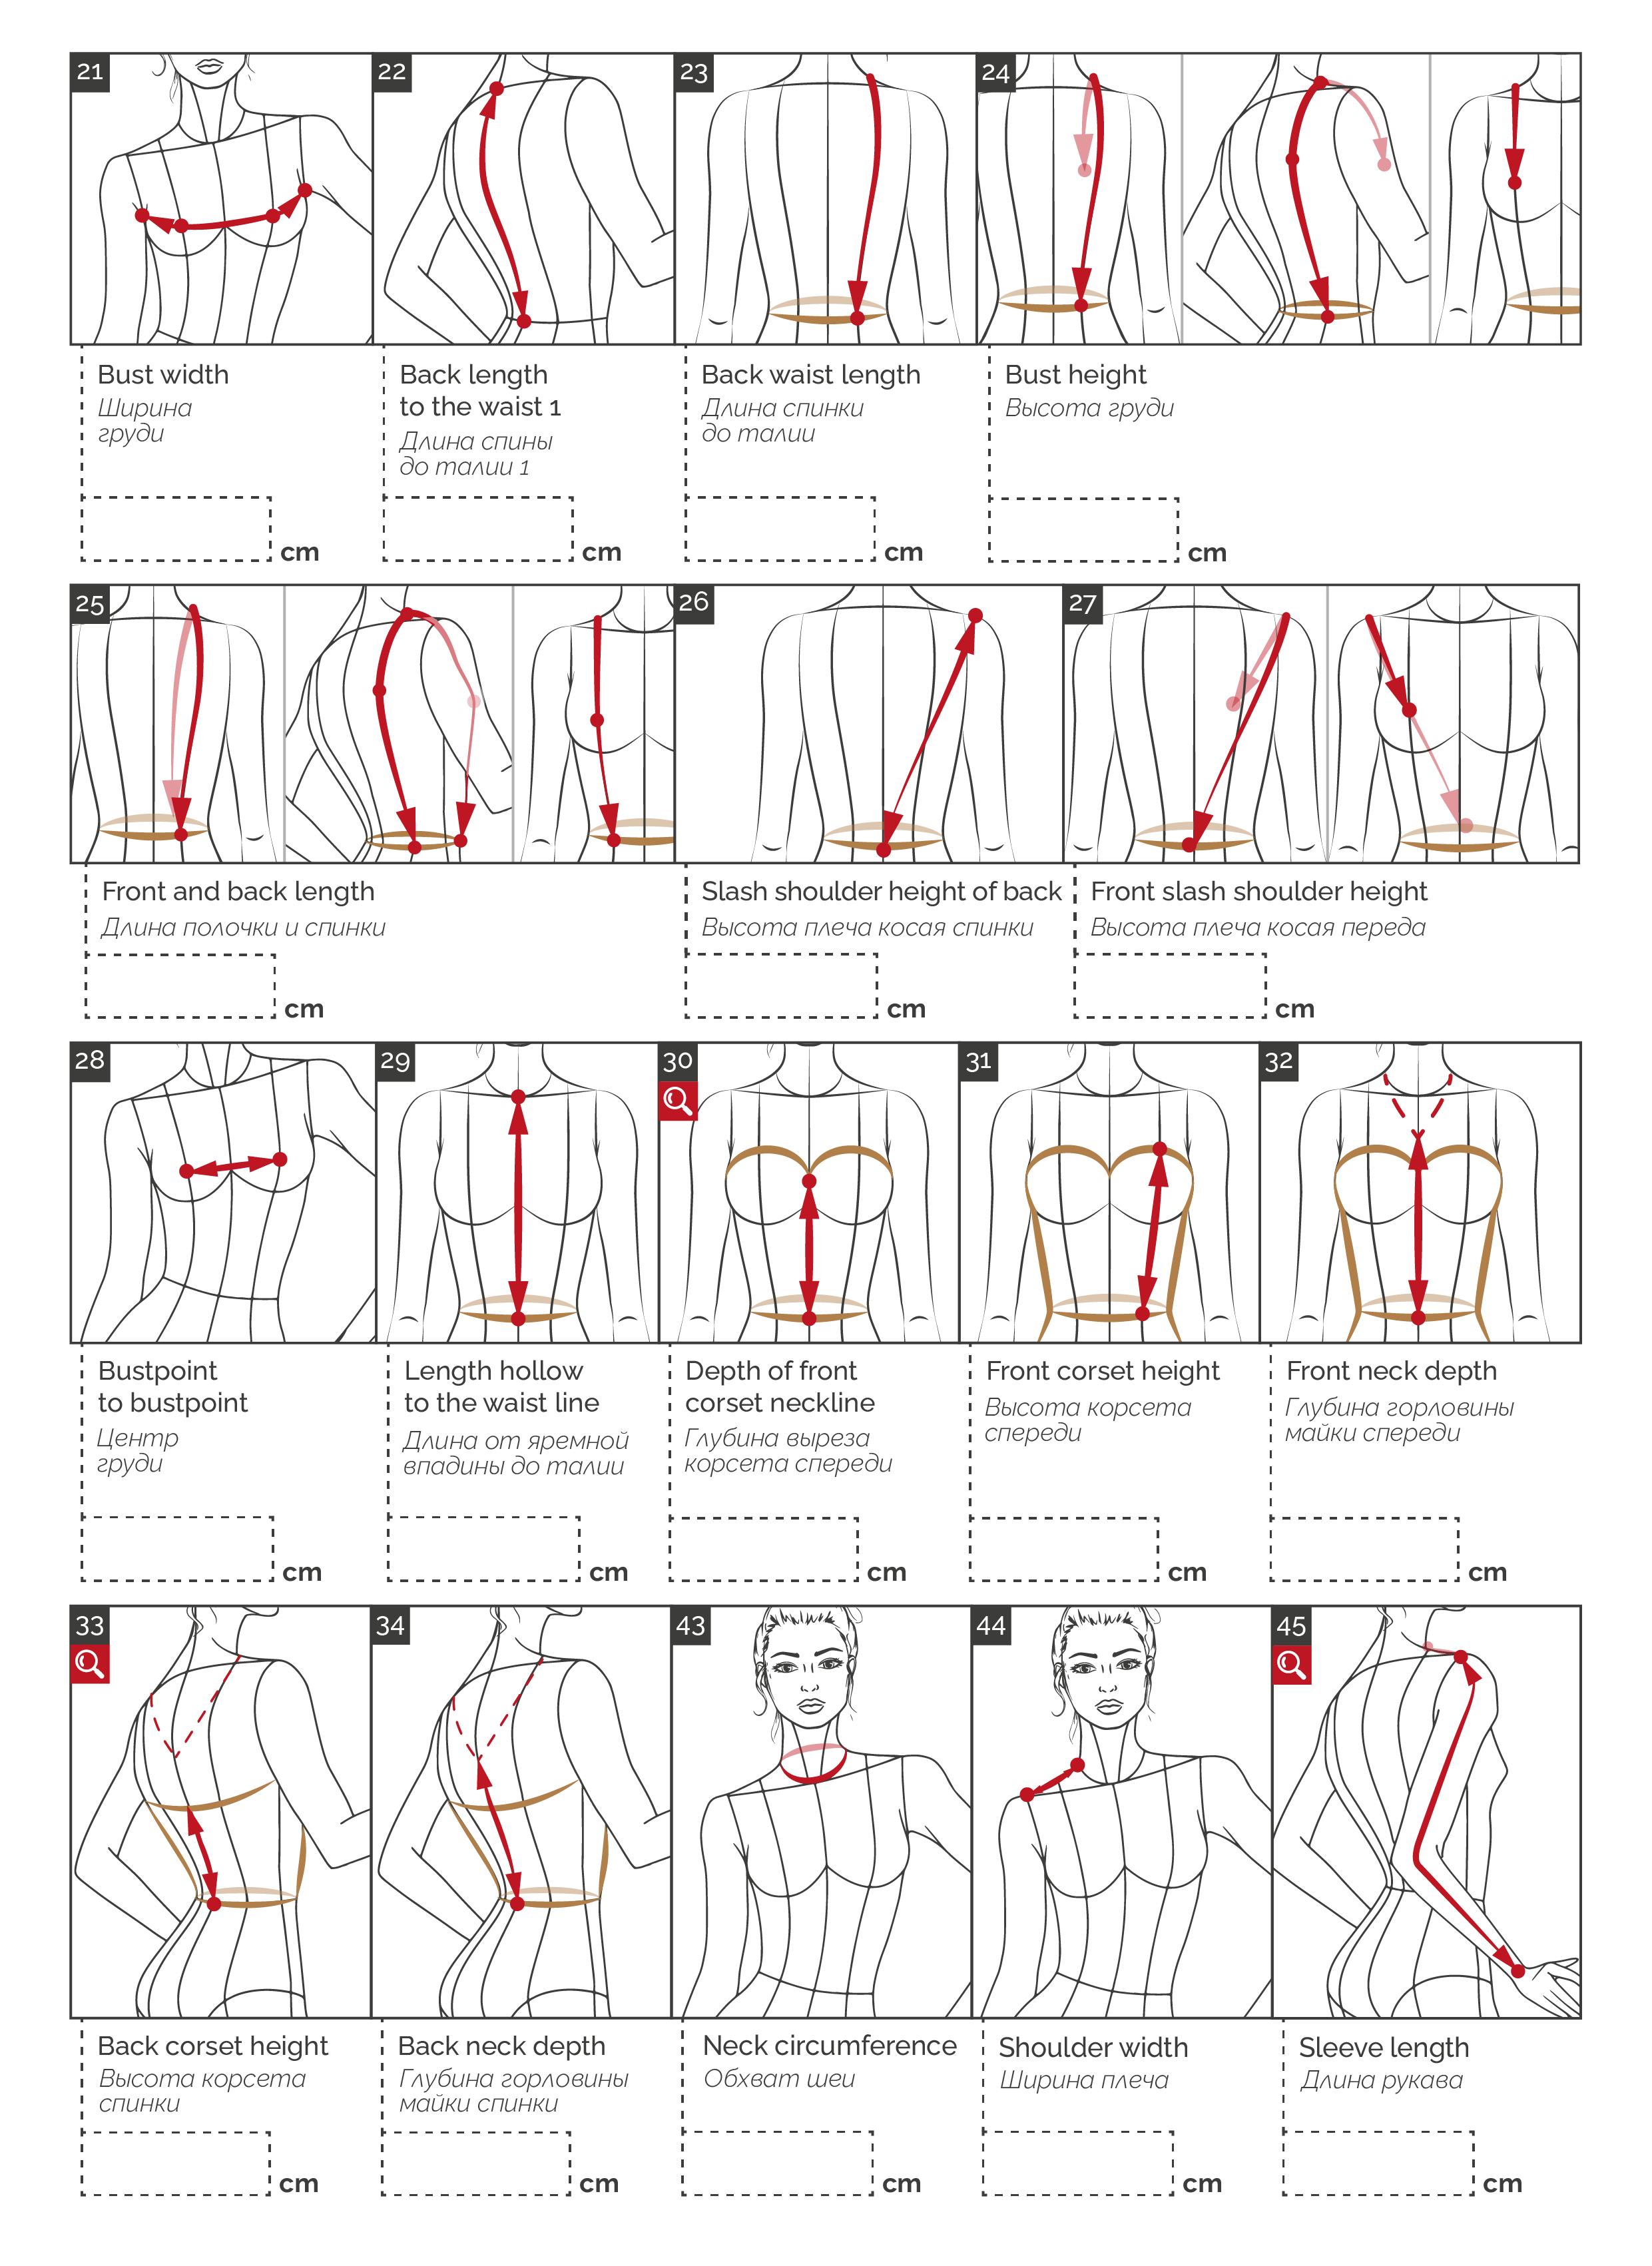 21
22
23
24
Bust width
Ширина
груди
cm
Back length
to the waist 1
Длина спины
до талии 1
cm
Back waist length
Длина спинки
до талии
cm
Bust height
Высота груди
cm
25
26
27
Front and back length
Длина полочки и спинки
cm
Slash shoulder height of back
Высота плеча косая спинки
cm
Front slash shoulder height
Высота плеча косая переда
cm
28
29
30
31
32
Bustpoint
to bustpoint
Центр
груди
cm
Length hollow
to the waist line
Длина от яремной
впадины до талии
cm
Depth of front
corset neckline
Глубина выреза
корсета спереди
cm
Front corset height
Высота корсета
спереди
cm
Front neck depth
Глубина горловины
майки спереди
cm
33
34
43
44
45
Back corset height
Высота корсета
спинки
cm
Back neck depth
Глубина горловины
майки спинки
cm
Neck circumference
Обхват шеи
cm
Shoulder width
Ширина плеча
cm
Sleeve length
Длина рукава
cm